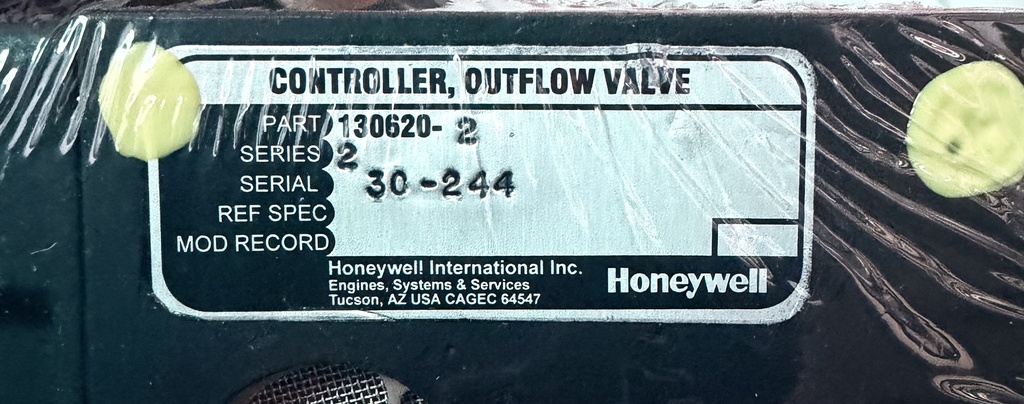 CONTROLLER, OUTFLOW VALVE
PART 130620- 2
SERIES 2
SERIAL 30-244
REF SPEC
MOD RECORD
Honeywell International Inc.
Engines, Systems & Services
Tucson, AZ USA CAGEC 64547
Honeywell